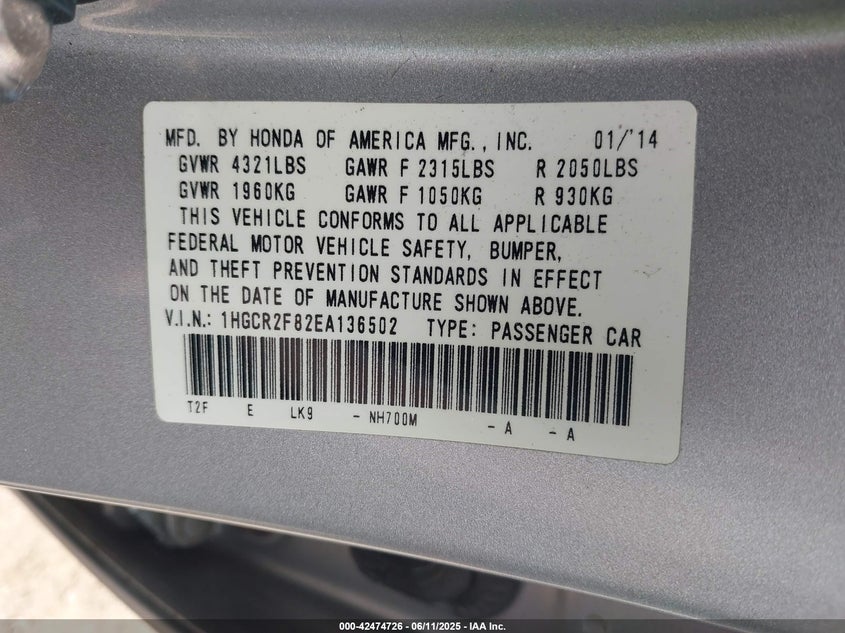 MFD. BY HONDA OF AMERICA MFG., INC. 01/'14
GVWR 4321LBS GAWR F 2315LBS R 2050LBS
GVWR 1960KG GAWR F 1050KG R 930KG
THIS VEHICLE CONFORMS TO ALL APPLICABLE
FEDERAL MOTOR VEHICLE SAFETY, BUMPER,
AND THEFT PREVENTION STANDARDS IN EFFECT
ON THE DATE OF MANUFACTURE SHOWN ABOVE.
V.I.N.: 1HGCR2F82EA136502 TYPE: PASSENGER CAR
T2F E LK9 - NH700M - A - A
000-42474726 - 06/11/2025 - IAA Inc.